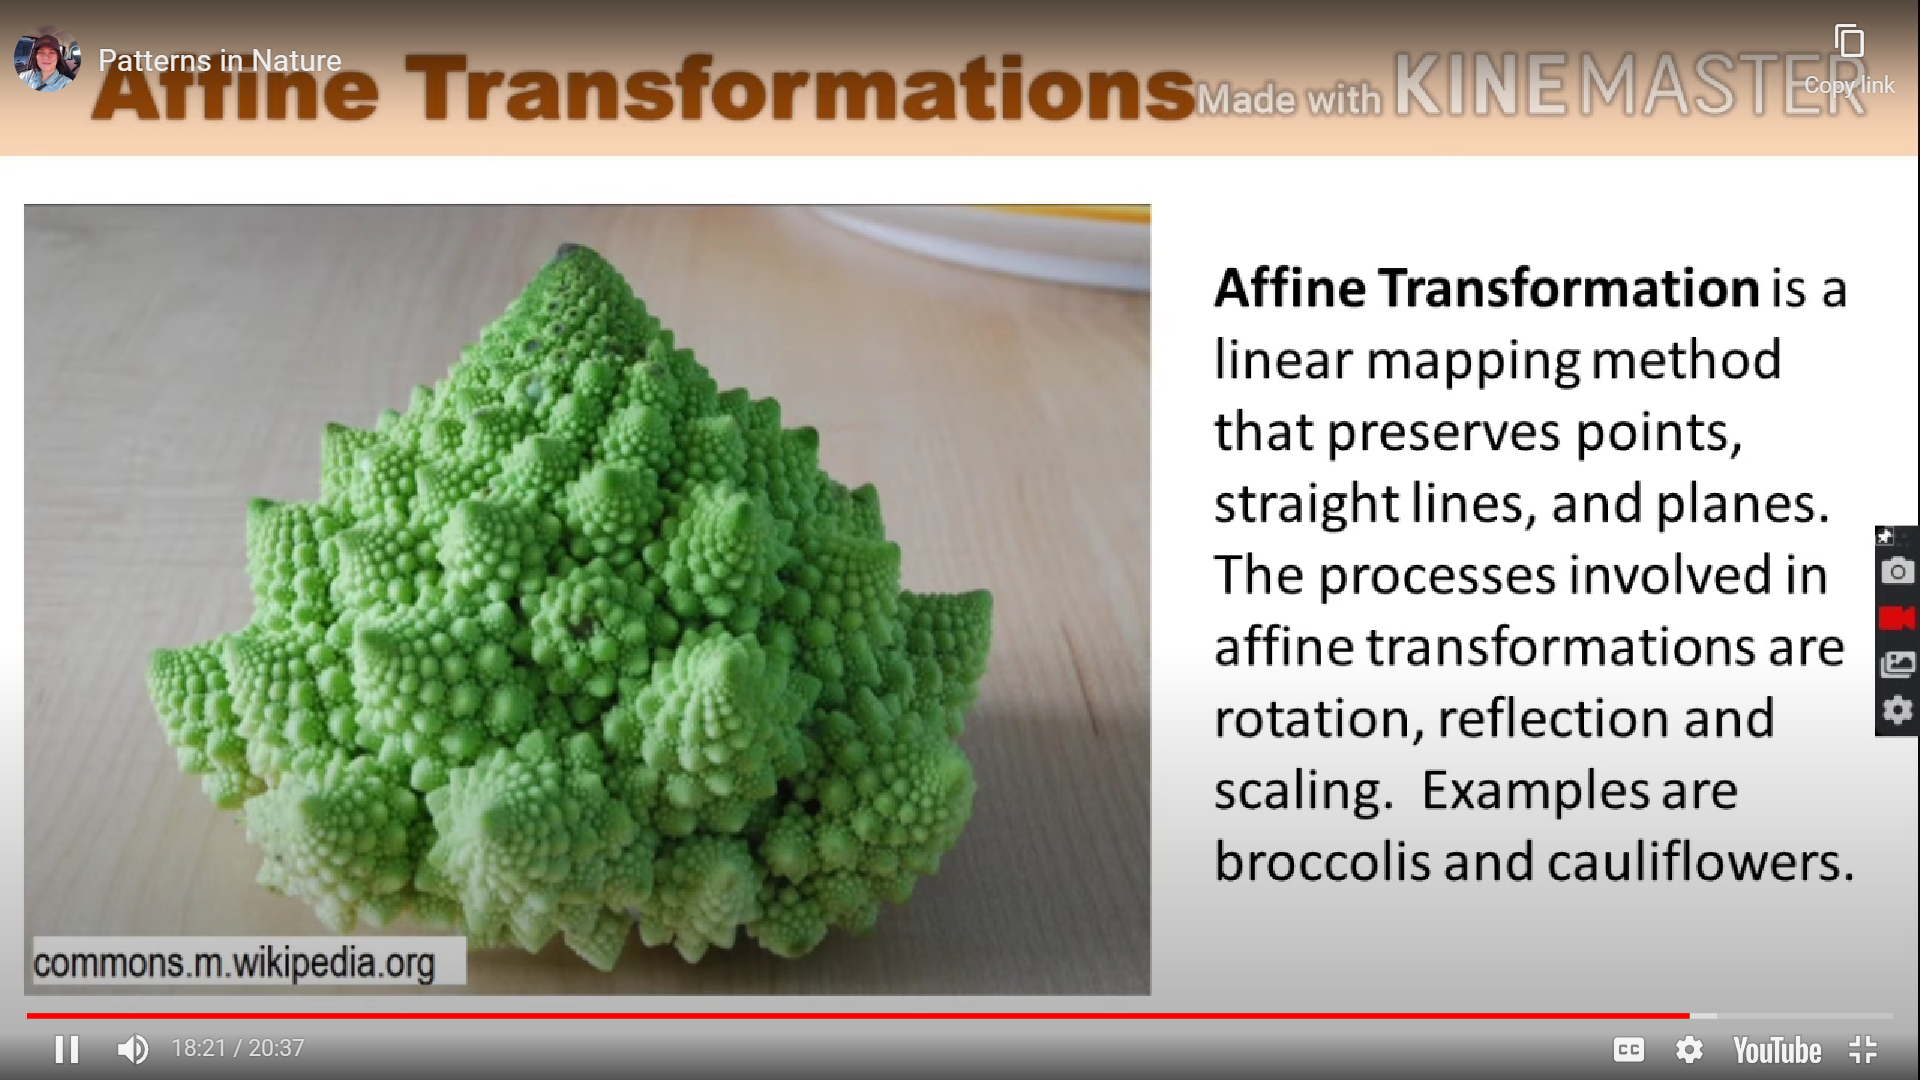 Patterns in Nature
Affine Transformations
Made with KINEMASTER
Copy link
Affine Transformation is a
linear mapping method
that preserves points,
straight lines, and planes.
The processes involved in
affine transformations are
rotation, reflection and
scaling. Examples are
broccolis and cauliflowers.
commons.m.wikipedia.org
18:21 / 20:37
CC
YouTube